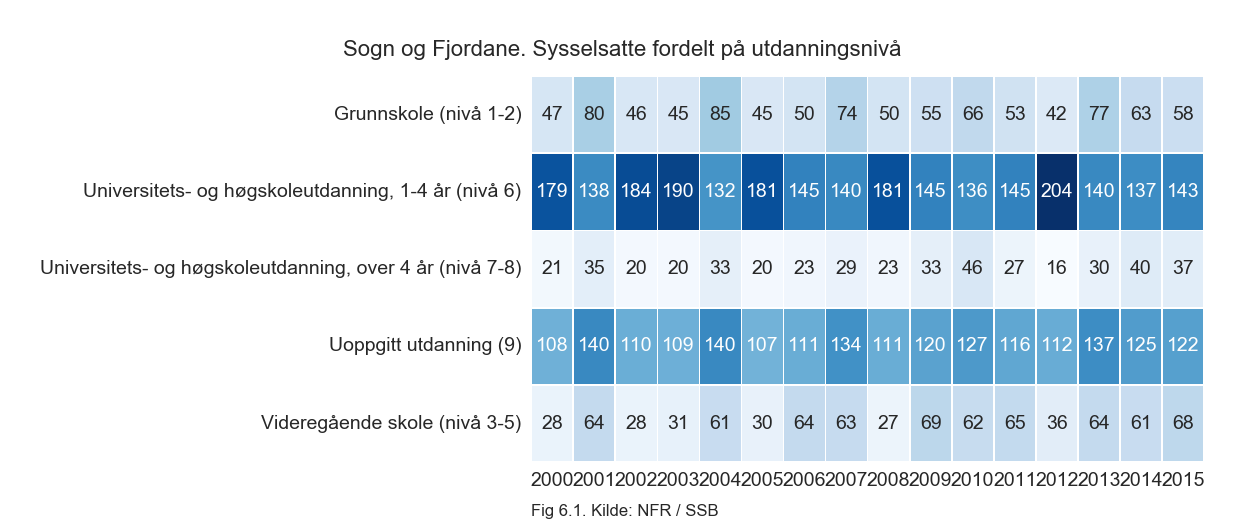 Sogn og Fjordane. Sysselsatte fordelt på utdanningsnivå
Grunnskole (nivå 1-2) 47 80 46 45 85 45 50 74 50 55 66 53 42 77 63 58
Universitets- og høgskoleutdanning, 1-4 år (nivå 6) 179 138 184 190 132 181 145 140 181 145 136 145 204 140 137 143
Universitets- og høgskoleutdanning, over 4 år (nivå 7-8) 21 35 20 20 33 20 23 29 23 33 46 27 16 30 40 37
Uoppgitt utdanning (9) 108 140 110 109 140 107 111 134 111 120 127 116 112 137 125 122
Videregående skole (nivå 3-5) 28 64 28 31 61 30 64 63 27 69 62 65 36 64 61 68
2000 2001 2002 2003 2004 2005 2006 2007 2008 2009 2010 2011 2012 2013 2014 2015
Fig 6.1. Kilde: NFR / SSB